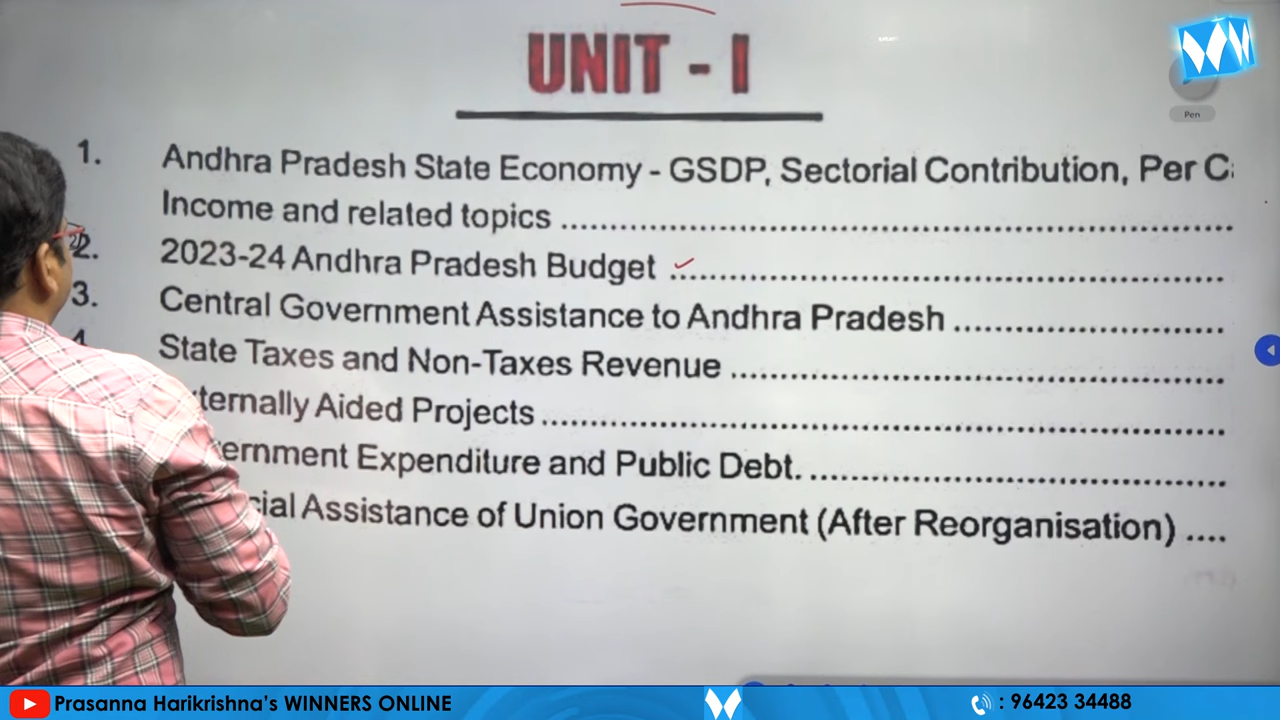 UNIT - I
Pen
1. Andhra Pradesh State Economy - GSDP, Sectorial Contribution, Per
Income and related topics ..........
2. 2023-24 Andhra Pradesh Budget ..........
3. Central Government Assistance to Andhra Pradesh ..........
State Taxes and Non-Taxes Revenue ..........
ternally Aided Projects ..........
ernment Expenditure and Public Debt. ..........
cial Assistance of Union Government (After Reorganisation) ....
Prasanna Harikrishna's WINNERS ONLINE
: 96423 34488